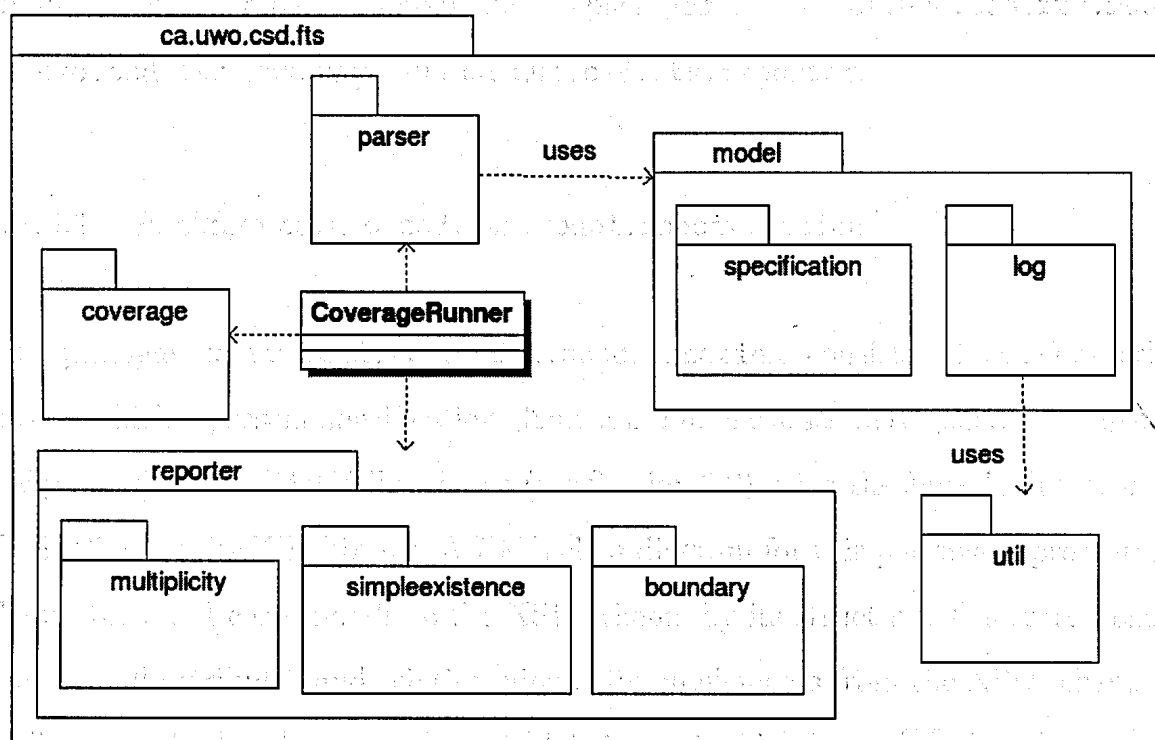 ca.uwo.csd.fts
parser
uses
model
specification
log
coverage
CoverageRunner
uses
reporter
multiplicity
simpleexistence
boundary
util